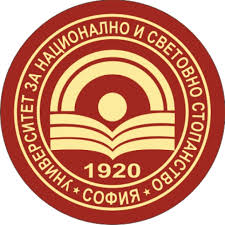 УНИВЕРСИТЕТ ЗА НАЦИОНАЛНО И СВЕТОВНО СТОПАНСТВО
1920
* СОФИЯ *